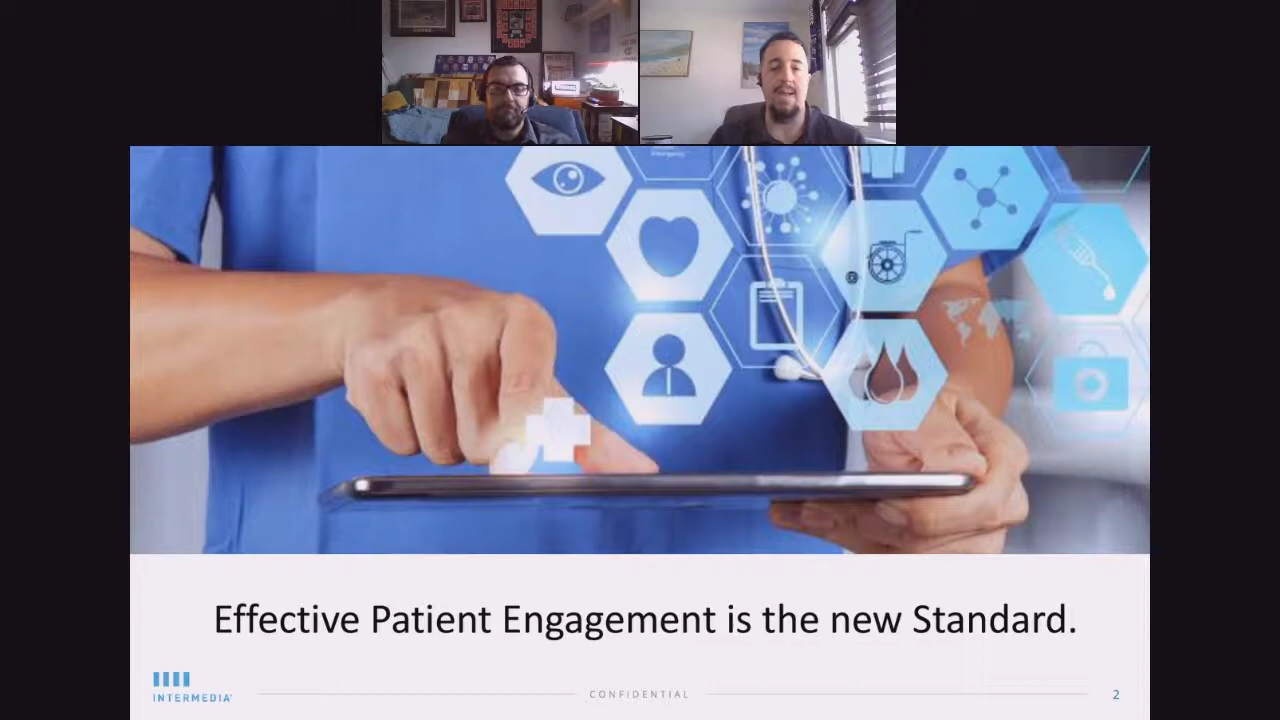 Effective Patient Engagement is the new Standard.
INTERMEDIA
CONFIDENTIAL
2